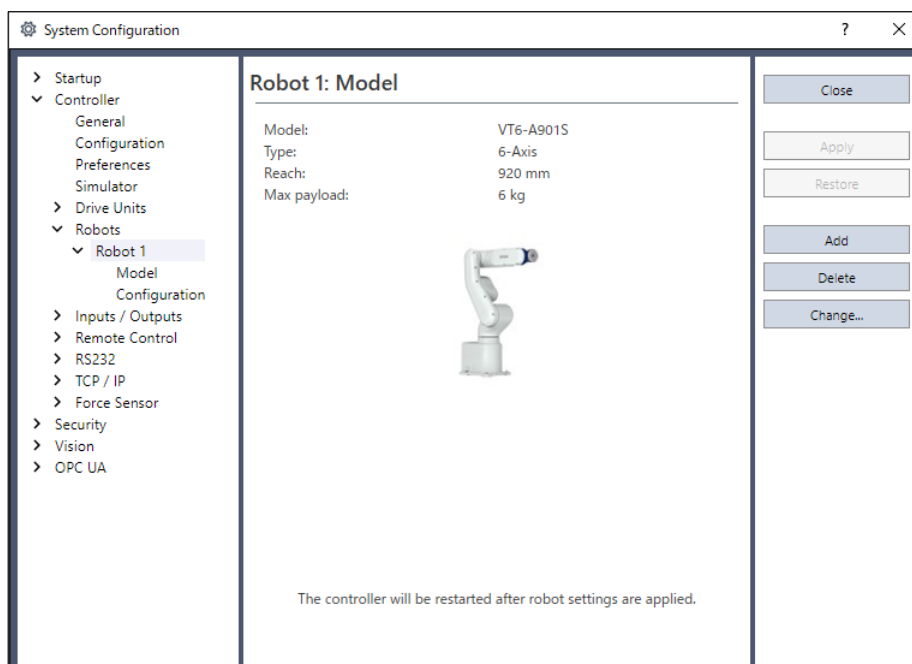 System Configuration
?
Startup
Controller
General
Configuration
Preferences
Simulator
Drive Units
Robots
Robot 1
Model
Configuration
Inputs / Outputs
Remote Control
RS232
TCP / IP
Force Sensor
Security
Vision
OPC UA
Robot 1: Model
Model: VT6-A901S
Type: 6-Axis
Reach: 920 mm
Max payload: 6 kg
The controller will be restarted after robot settings are applied.
Close
Apply
Restore
Add
Delete
Change...